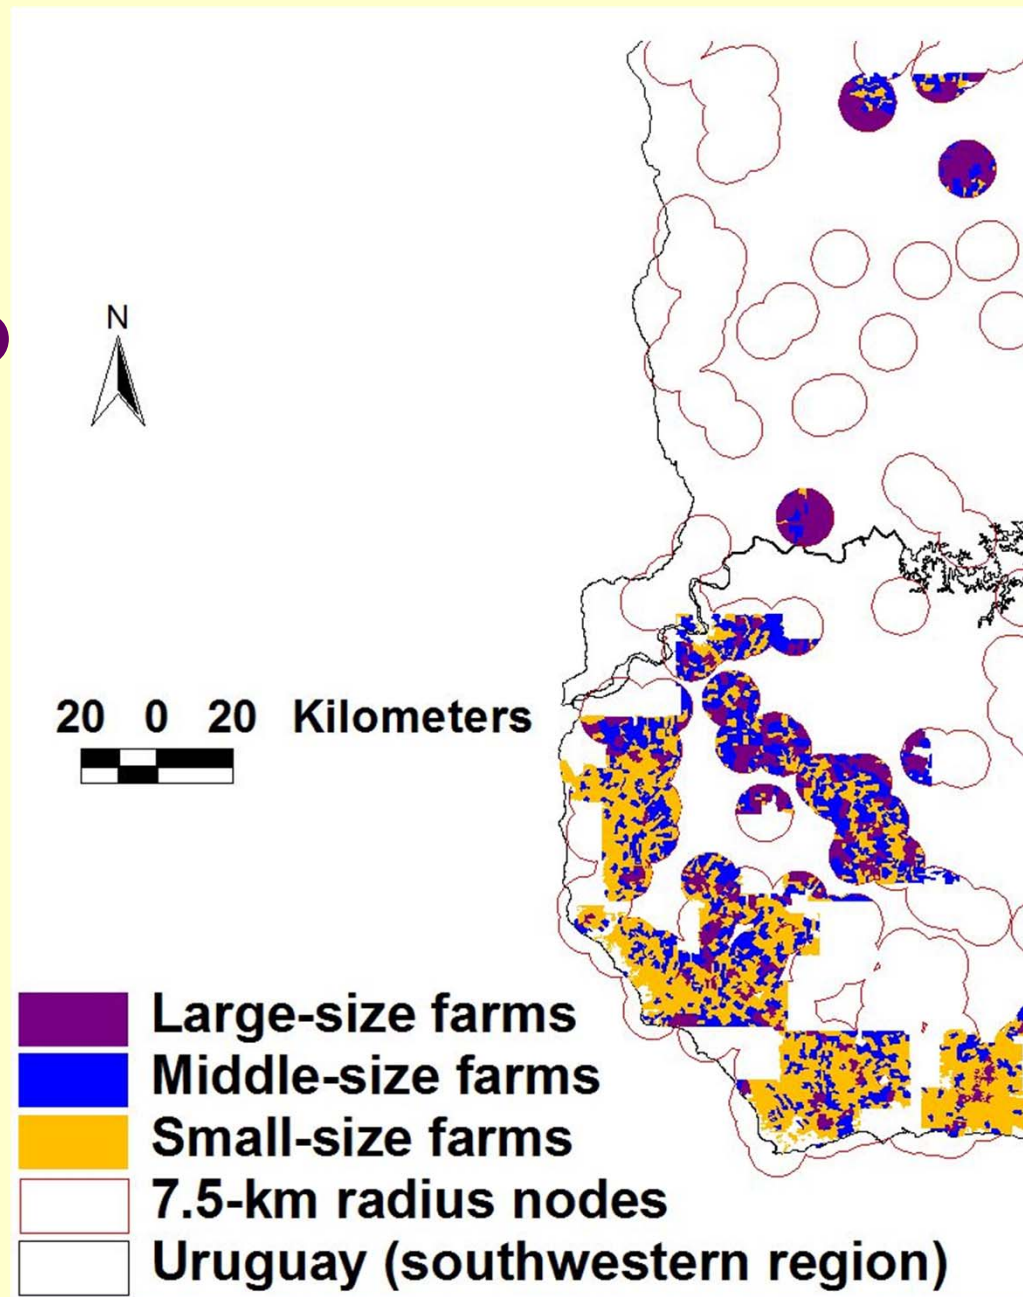 N
20 0 20 Kilometers
Large-size farms
Middle-size farms
Small-size farms
7.5-km radius nodes
Uruguay (southwestern region)